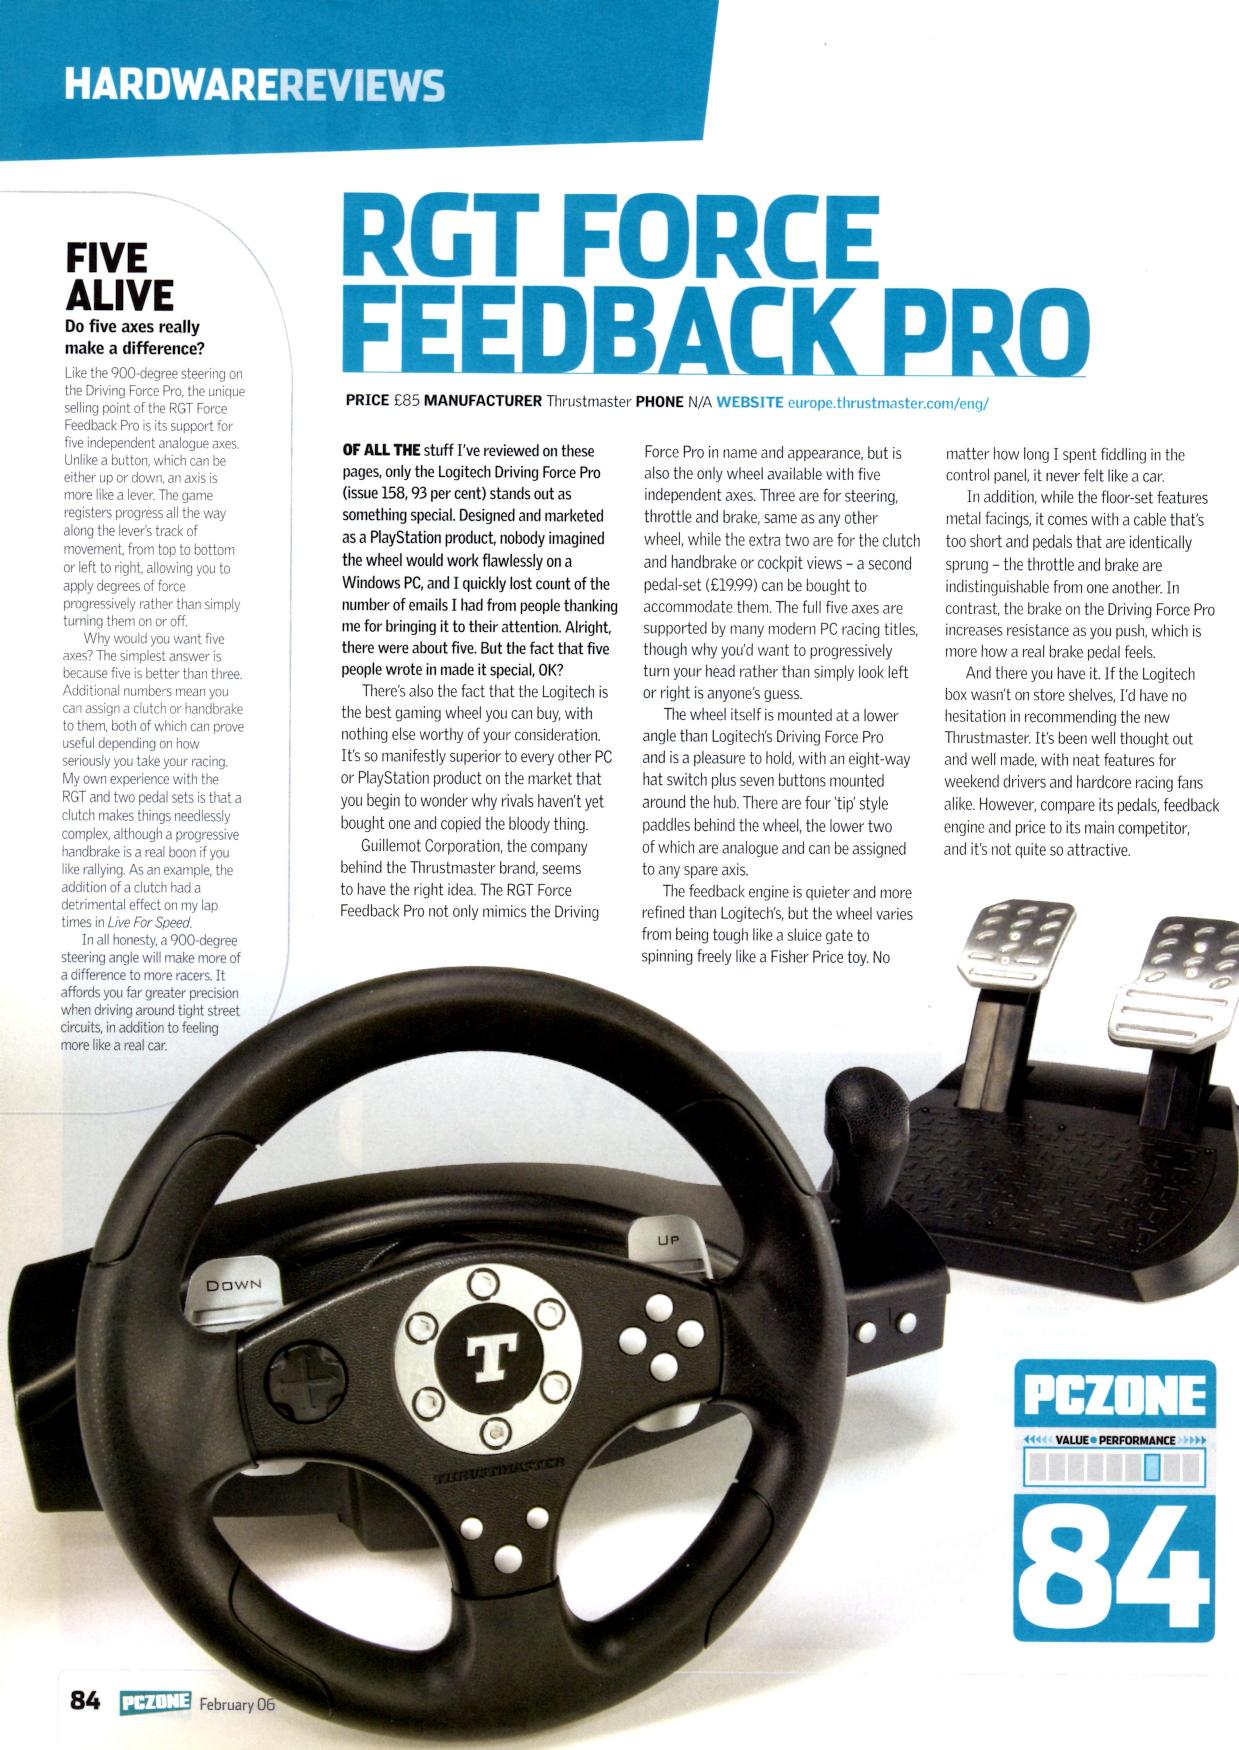 HARDWAREREVIEWS
FIVE
ALIVE
Do five axes really
make a difference?
Like the 900-degree steering on
the Driving Force Pro, the unique
selling point of the RGT Force
Feedback Pro is its support for
five independent analogue axes.
Unlike a button, which can be
either up or down, an axis is
more like a lever. The game
registers progress all the way
along the lever's track of
movement, from top to bottom
or left to right, allowing you to
apply degrees of force
progressively rather than simply
turning them on or off.
Why would you want five
axes? The simplest answer is
because five is better than three.
Additional numbers mean you
can assign a clutch or handbrake
to them, both of which can prove
useful depending on how
seriously you take your racing.
My own experience with the
RGT and two pedal sets is that a
clutch makes things needlessly
complex, although a progressive
handbrake is a real boon if you
like rallying. As an example, the
addition of a clutch had a
detrimental effect on my lap
times in Live For Speed.
In all honesty, a 900-degree
steering angle will make more of
a difference to more racers. It
affords you far greater precision
when driving around tight street
circuits, in addition to feeling
more like a real car.
RGT FORCE
FEEDBACK PRO
PRICE £85 MANUFACTURER Thrustmaster PHONE N/A WEBSITE europe.thrustmaster.com/eng/
OF ALL THE stuff I've reviewed on these
pages, only the Logitech Driving Force Pro
(issue 158, 93 per cent) stands out as
something special. Designed and marketed
as a PlayStation product, nobody imagined
the wheel would work flawlessly on a
Windows PC, and I quickly lost count of the
number of emails I had from people thanking
me for bringing it to their attention. Alright,
there were about five. But the fact that five
people wrote in made it special, OK?
There's also the fact that the Logitech is
the best gaming wheel you can buy, with
nothing else worthy of your consideration.
It's so manifestly superior to every other PC
or PlayStation product on the market that
you begin to wonder why rivals haven't yet
bought one and copied the bloody thing.
Guillemot Corporation, the company
behind the Thrustmaster brand, seems
to have the right idea. The RGT Force
Feedback Pro not only mimics the Driving
Force Pro in name and appearance, but is
also the only wheel available with five
independent axes. Three are for steering,
throttle and brake, same as any other
wheel, while the extra two are for the clutch
and handbrake or cockpit views – a second
pedal-set (£19.99) can be bought to
accommodate them. The full five axes are
supported by many modern PC racing titles,
though why you'd want to progressively
turn your head rather than simply look left
or right is anyone's guess.
The wheel itself is mounted at a lower
angle than Logitech's Driving Force Pro
and is a pleasure to hold, with an eight-way
hat switch plus seven buttons mounted
around the hub. There are four 'tip' style
paddles behind the wheel, the lower two
of which are analogue and can be assigned
to any spare axis.
The feedback engine is quieter and more
refined than Logitech's, but the wheel varies
from being tough like a sluice gate to
spinning freely like a Fisher Price toy. No
matter how long I spent fiddling in the
control panel, it never felt like a car.
In addition, while the floor-set features
metal facings, it comes with a cable that's
too short and pedals that are identically
sprung – the throttle and brake are
indistinguishable from one another. In
contrast, the brake on the Driving Force Pro
increases resistance as you push, which is
more how a real brake pedal feels.
And there you have it. If the Logitech
box wasn't on store shelves, I'd have no
hesitation in recommending the new
Thrustmaster. It's been well thought out
and well made, with neat features for
weekend drivers and hardcore racing fans
alike. However, compare its pedals, feedback
engine and price to its main competitor,
and it's not quite so attractive.
DOWN
UP
T
THRUSTMASTER
PCZONE
VALUE PERFORMANCE
84
84 PCZONE February 06